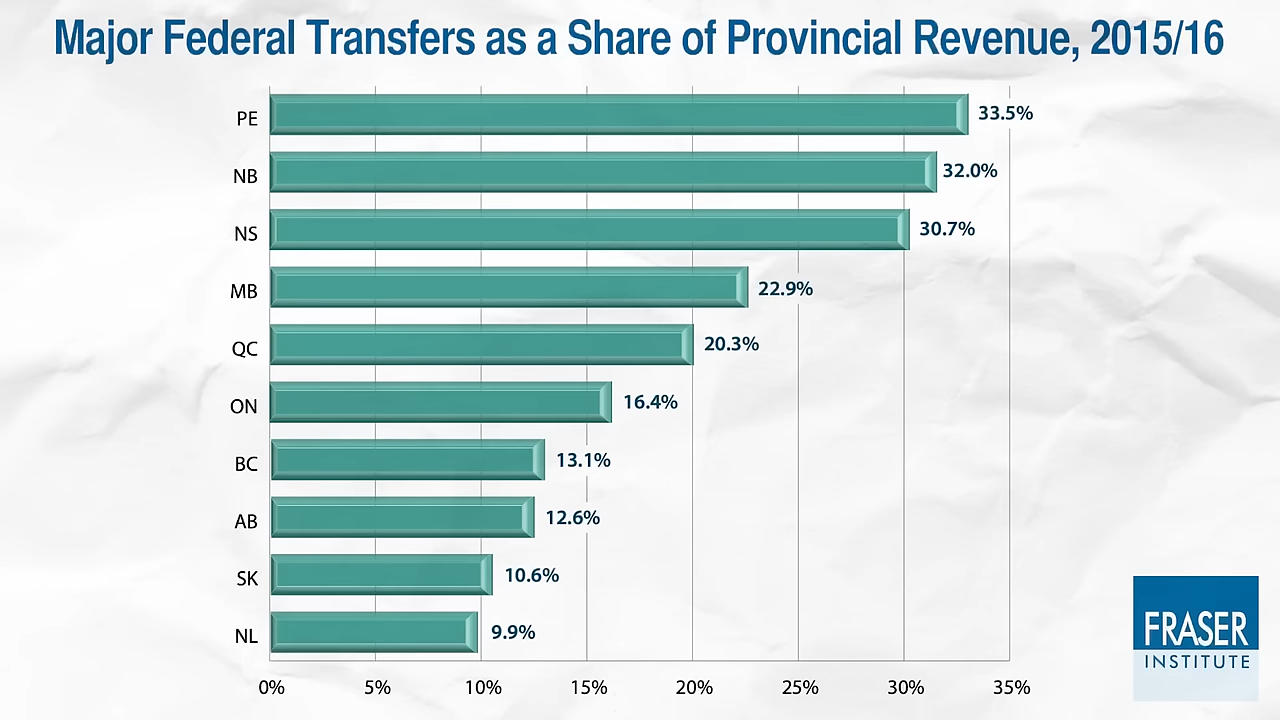 Major Federal Transfers as a Share of Provincial Revenue, 2015/16
PE 33.5%
NB 32.0%
NS 30.7%
MB 22.9%
QC 20.3%
ON 16.4%
BC 13.1%
AB 12.6%
SK 10.6%
NL 9.9%
0% 5% 10% 15% 20% 25% 30% 35%
FRASER
INSTITUTE